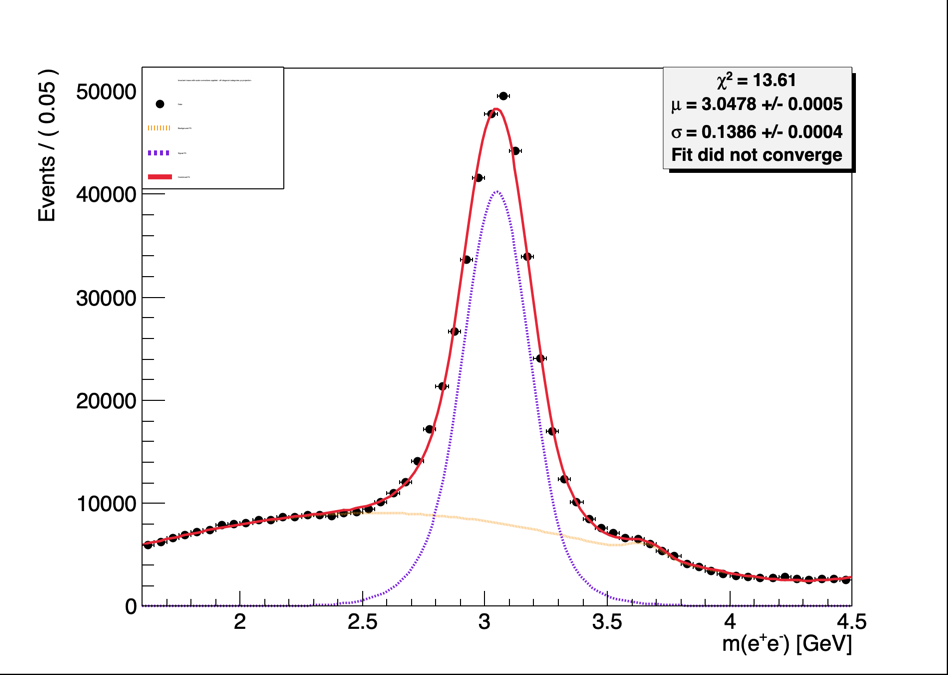 χ² = 13.61
μ = 3.0478 +/- 0.0005
σ = 0.1386 +/- 0.0004
Fit did not converge
Events / ( 0.05 )
50000
40000
30000
20000
10000
0
2 2.5 3 3.5 4 4.5
m(e⁺e⁻) [GeV]